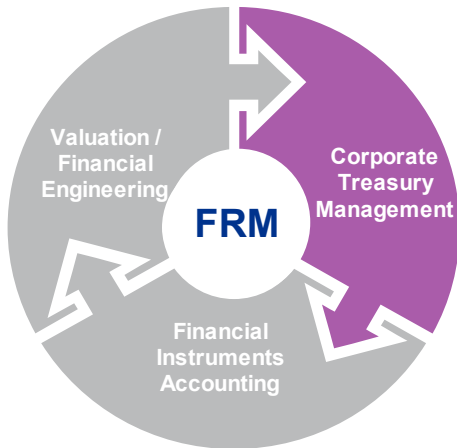 Valuation /
Financial
Engineering
Corporate
Treasury
Management
FRM
Financial
Instruments
Accounting